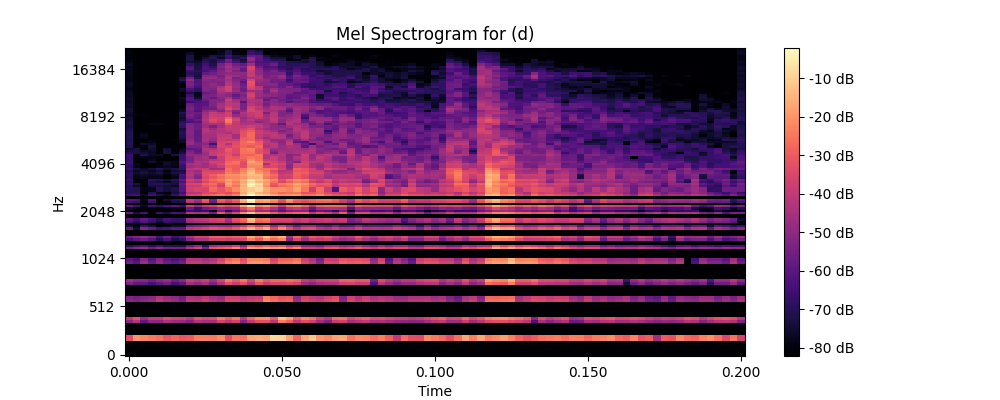 Mel Spectrogram for (d)
16384
8192
4096
2048
1024
512
0
Hz
0.000 0.050 0.100 0.150 0.200
Time
-10 dB
-20 dB
-30 dB
-40 dB
-50 dB
-60 dB
-70 dB
-80 dB